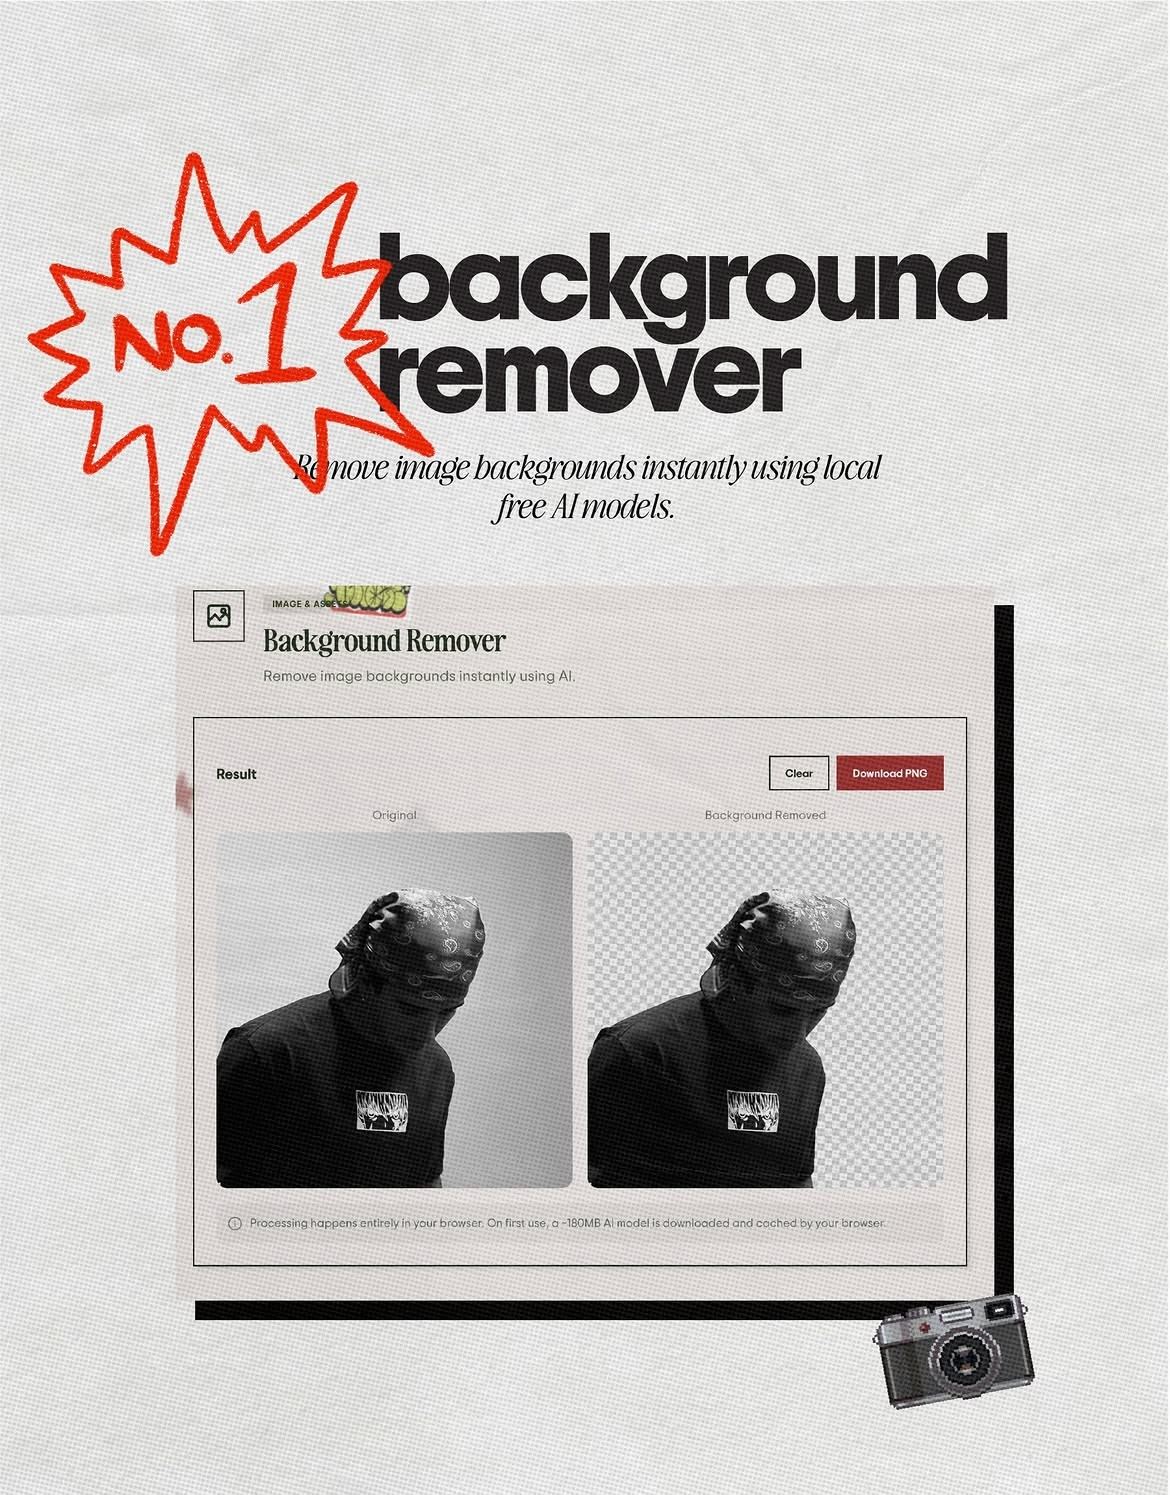 No.1
background
remover
Remove image backgrounds instantly using local
free AI models.
IMAGE & ASSETS
Background Remover
Remove image backgrounds instantly using AI.
Result
Clear
Download PNG
Original
Background Removed
Processing happens entirely in your browser. On first use, a ~180MB AI model is downloaded and cached by your browser.